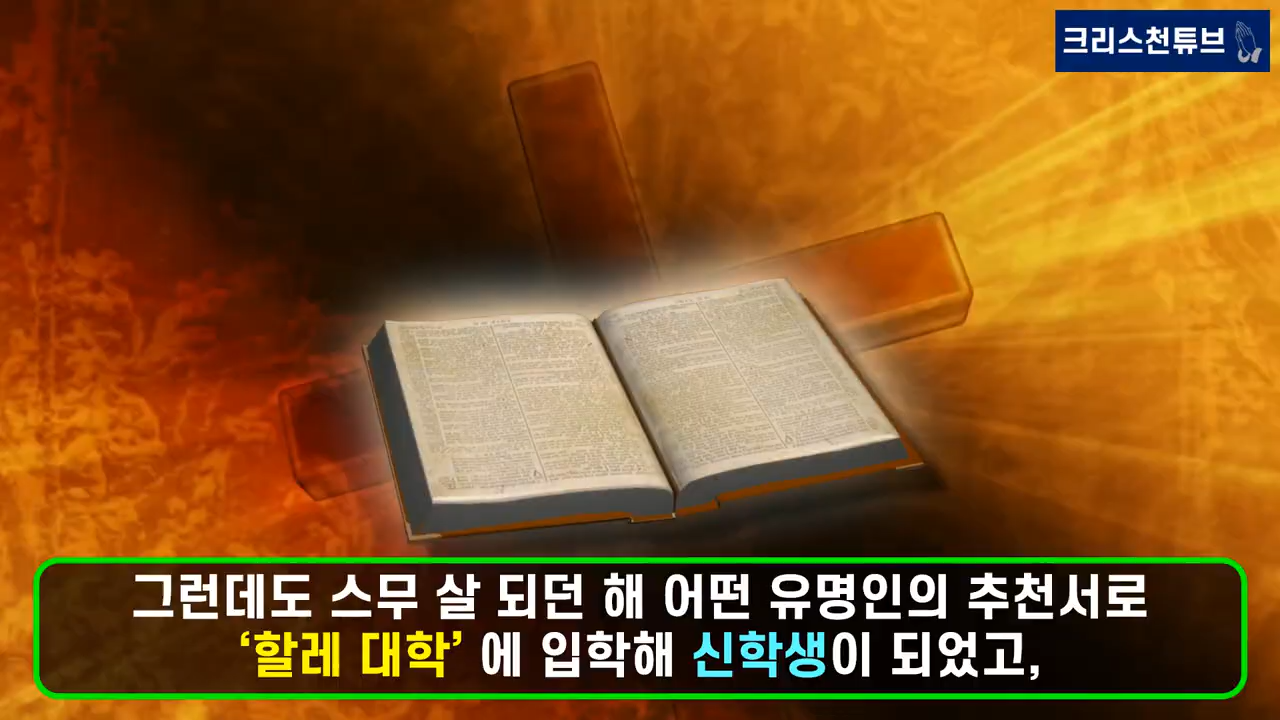 크리스천튜브
그런데도 스무 살 되던 해 어떤 유명인의 추천서로
‘할레 대학’ 에 입학해 신학생이 되었고,